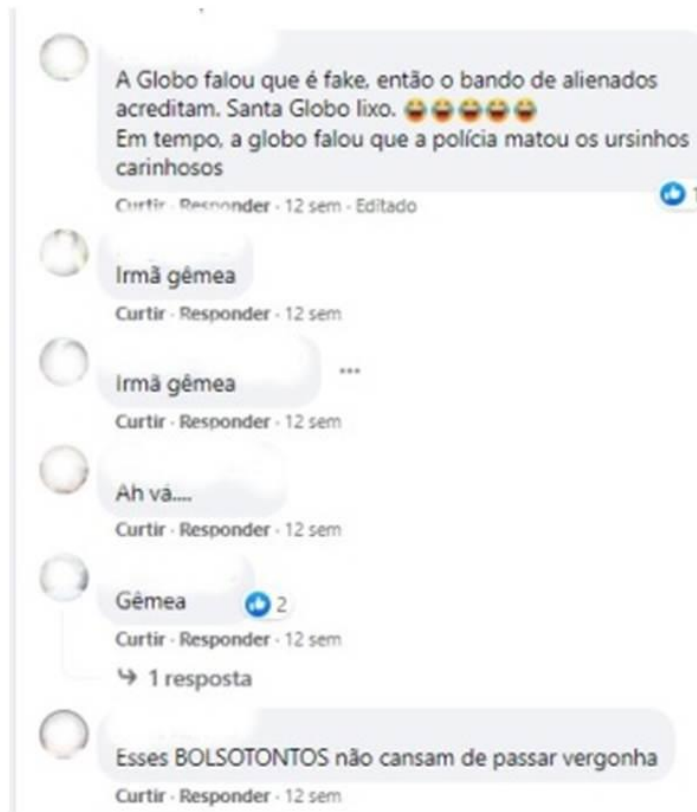 A Globo falou que é fake, então o bando de alienados
acreditam. Santa Globo lixo. 😂😂😂😂😂
Em tempo, a globo falou que a polícia matou os ursinhos
carinhosos
Curtir · Responder · 12 sem · Editado
1
Irmã gêmea
Curtir · Responder · 12 sem
Irmã gêmea
Curtir · Responder · 12 sem
Ah vá....
Curtir · Responder · 12 sem
Gêmea 2
Curtir · Responder · 12 sem
1 resposta
Esses BOLSOTONTOS não cansam de passar vergonha
Curtir · Responder · 12 sem